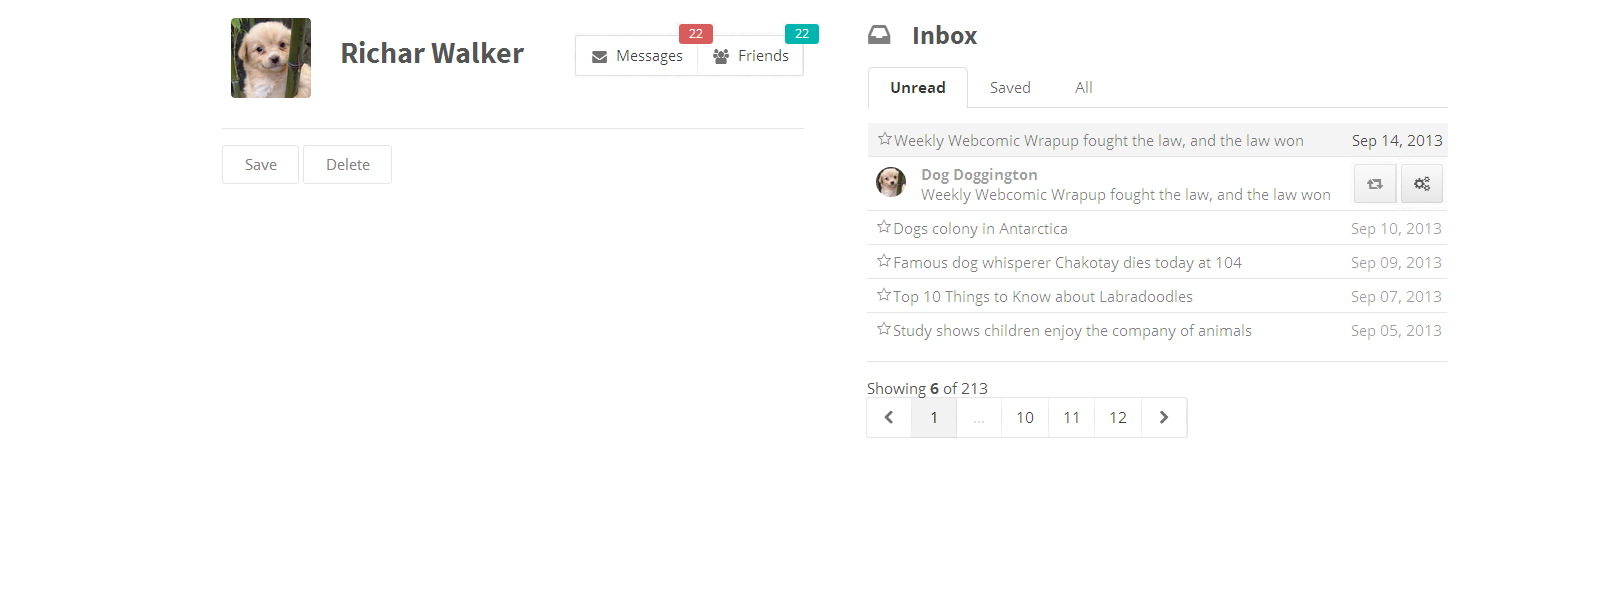 Richar Walker
Messages 22
Friends 22
Save
Delete
Inbox
Unread
Saved
All
Weekly Webcomic Wrapup fought the law, and the law won Sep 14, 2013
Dog Doggington
Weekly Webcomic Wrapup fought the law, and the law won
Dogs colony in Antarctica Sep 10, 2013
Famous dog whisperer Chakotay dies today at 104 Sep 09, 2013
Top 10 Things to Know about Labradoodles Sep 07, 2013
Study shows children enjoy the company of animals Sep 05, 2013
Showing 6 of 213
1 ... 10 11 12